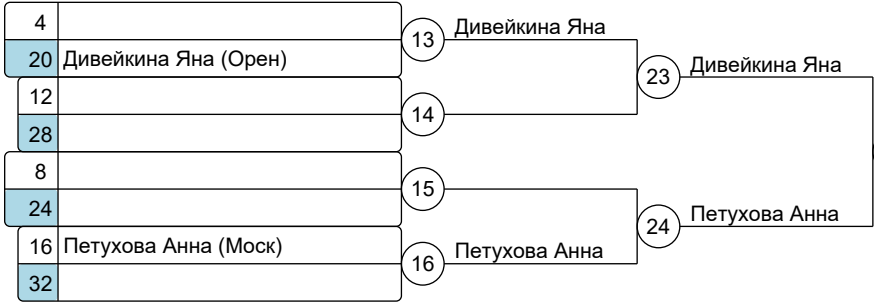 4
13 Дивейкина Яна
20 Дивейкина Яна (Орен)
23 Дивейкина Яна
12
14
28
8
15
24
24 Петухова Анна
16 Петухова Анна (Моск)
16 Петухова Анна
32